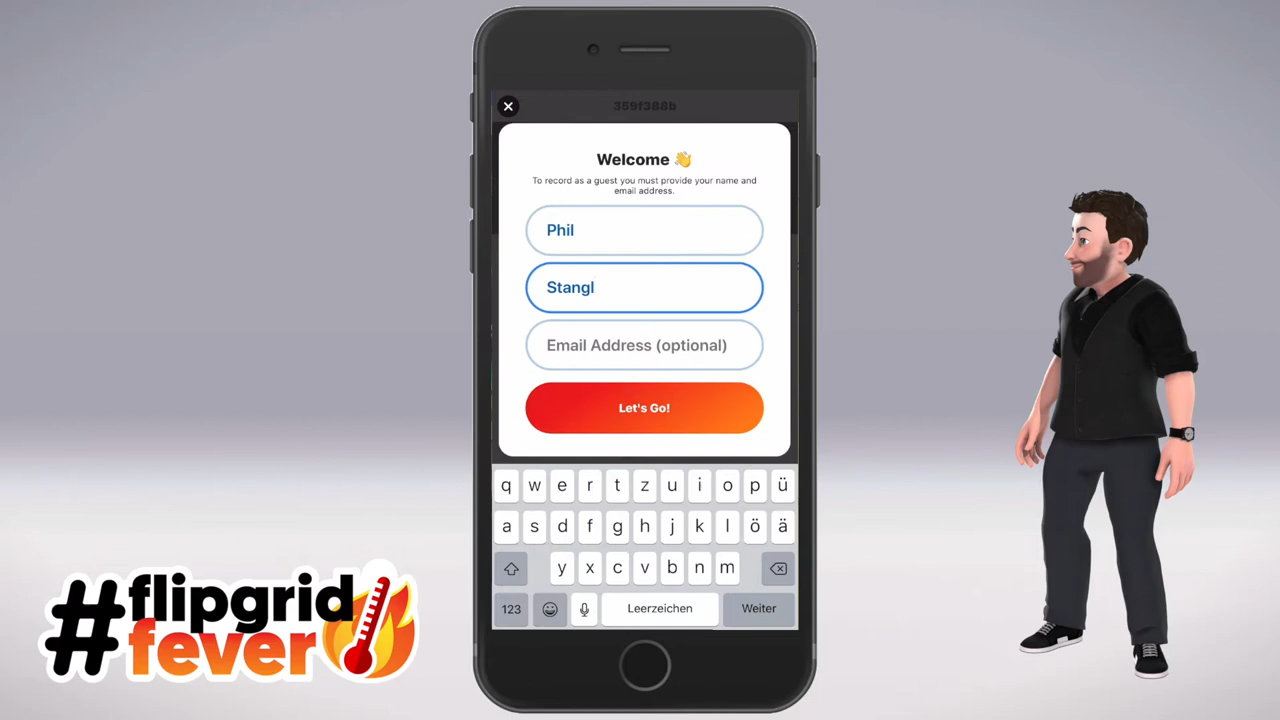 359f388b
Welcome 👋
To record as a guest you must provide your name and
email address.
Phil
Stangl
Email Address (optional)
Let's Go!
q w e r t z u i o p ü
a s d f g h j k l ö ä
y x c v b n m
123 Leerzeichen Weiter
#flipgrid
fever